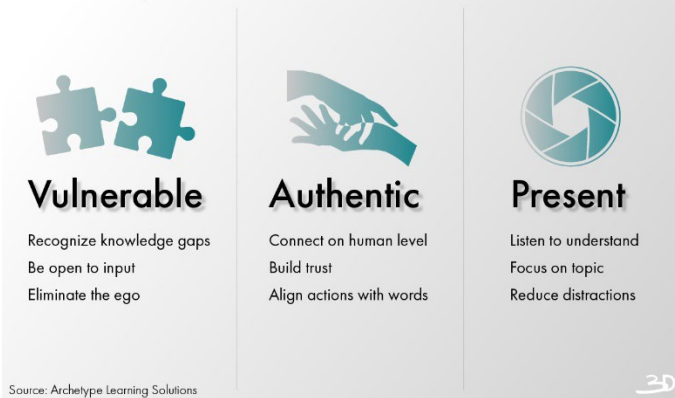 Vulnerable
Recognize knowledge gaps
Be open to input
Eliminate the ego
Authentic
Connect on human level
Build trust
Align actions with words
Present
Listen to understand
Focus on topic
Reduce distractions
Source: Archetype Learning Solutions
3D